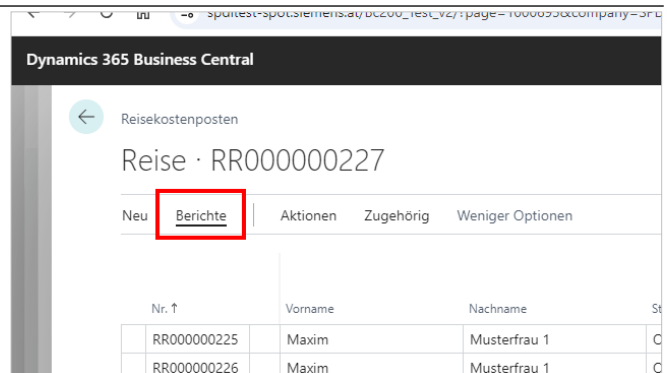 Dynamics 365 Business Central
Reisekostenposten
Reise · RR000000227
Neu Berichte Aktionen Zugehörig Weniger Optionen
Nr. ↑ Vorname Nachname
RR000000225 Maxim Musterfrau 1
RR000000226 Maxim Musterfrau 1